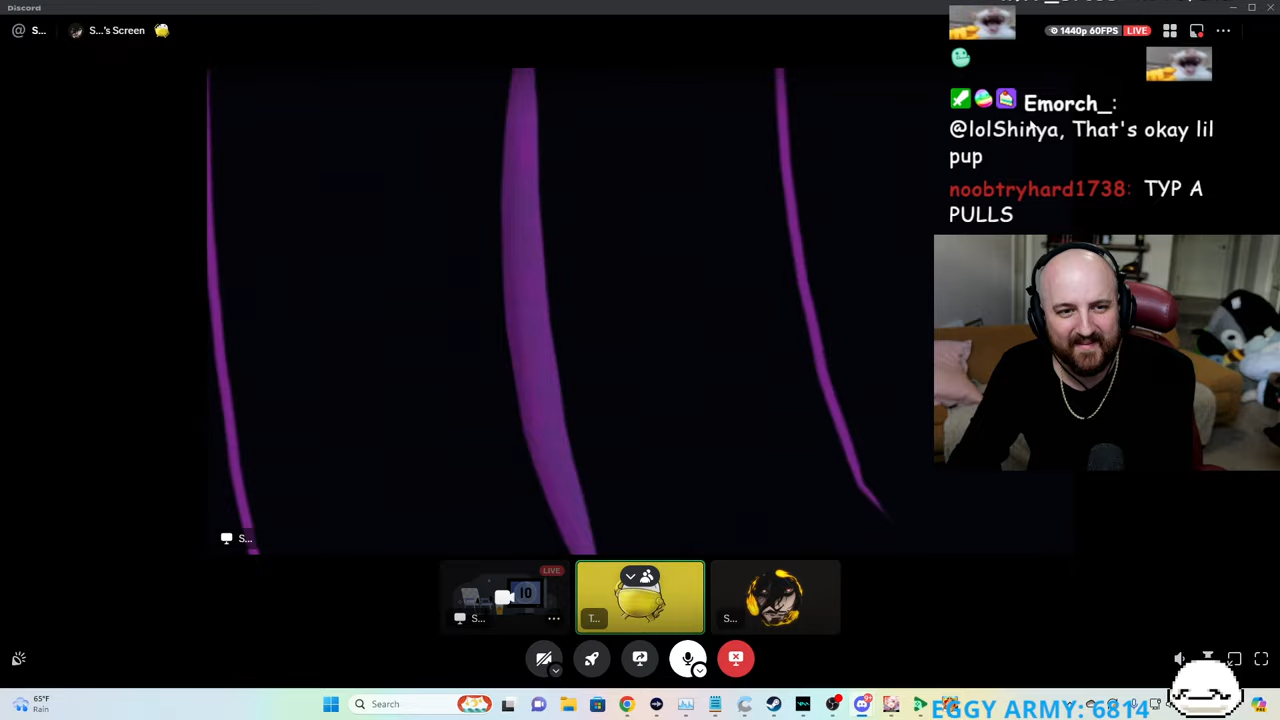 Discord
@ S...
S...'s Screen
1440p 60FPS LIVE
Emorch_:
@lolShinya, That's okay lil
pup
noobtryhard1738: TYP A
PULLS
S...
LIVE
10
S...
T...
S...
65°F
Rain
Search
EGGY ARMY: 6814